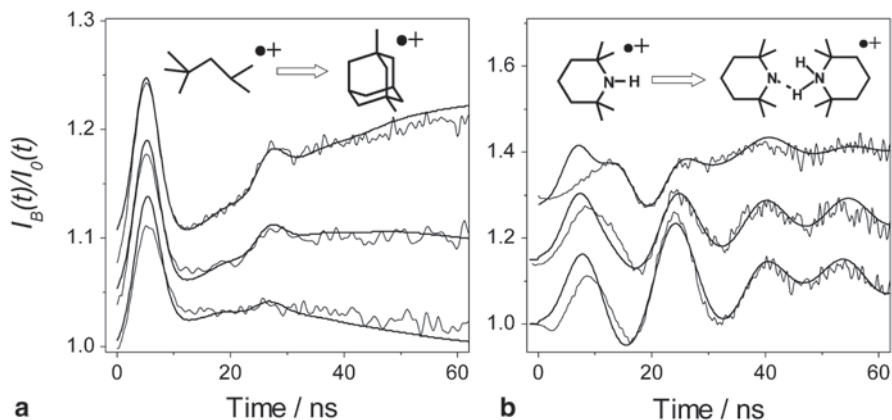 1.3
1.2
1.1
1.0
I_B(t)/I_0(t)
•+
•+
0 20 40 60
Time / ns
a
1.6
1.4
1.2
1.0
•+
N-H
•+
H
N. H N
0 20 40 60
Time / ns
b